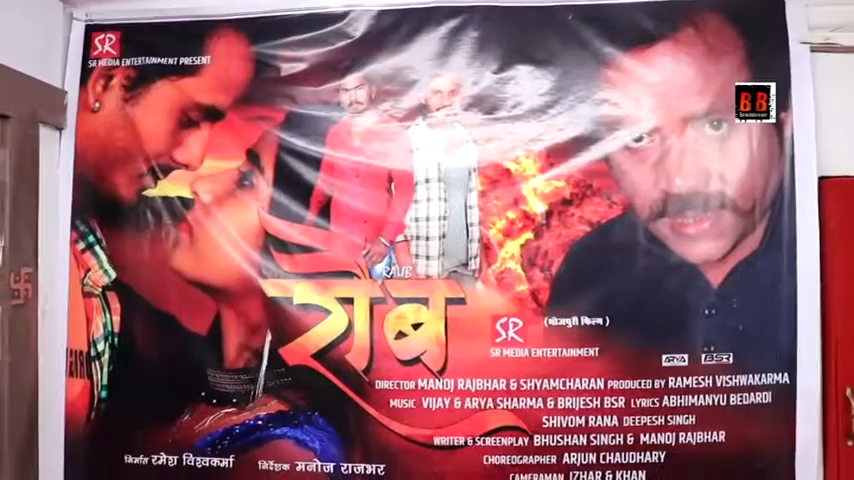 SR
SR MEDIA ENTERTAINMENT PRESENT
BB
RAUB
रौब
SR
(भोजपुरी फिल्म)
SR MEDIA ENTERTAINMENT
ARYA BSR
DIRECTOR MANOJ RAJBHAR & SHYAMCHARAN PRODUCED BY RAMESH VISHWAKARMA
MUSIC VIJAY & ARYA SHARMA & BRIJESH BSR LYRICS ABHIMANYU BEDARDI
SHIVOM RANA DEEPESH SINGH
WRITER & SCREENPLAY BHUSHAN SINGH & MANOJ RAJBHAR
CHOREOGRAPHER ARJUN CHAUDHARY
CAMERAMAN IZHAR & KHAN
निर्माता रमेश विश्वकर्मा निर्देशक मनोज राजभर